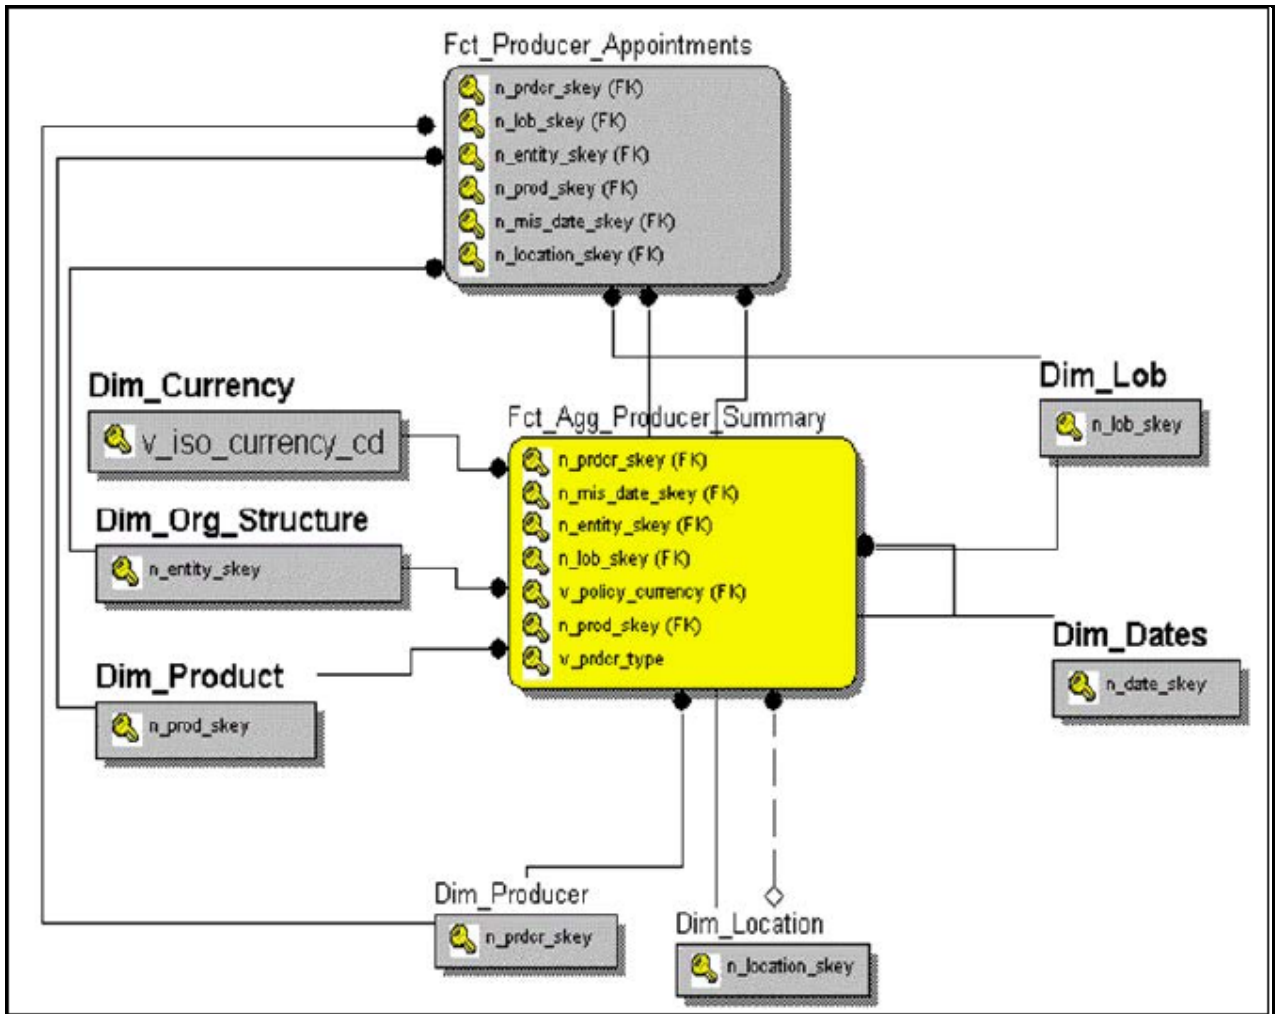 Fct_Producer_Appointments
n_prdcr_skey (FK)
n_lob_skey (FK)
n_entity_skey (FK)
n_prod_skey (FK)
n_mis_date_skey (FK)
n_location_skey (FK)
Dim_Currency
v_iso_currency_cd
Dim_Lob
n_lob_skey
Fct_Agg_Producer_Summary
n_prdcr_skey (FK)
n_mis_date_skey (FK)
n_entity_skey (FK)
n_lob_skey (FK)
v_policy_currency (FK)
n_prod_skey (FK)
v_prdcr_type
Dim_Org_Structure
n_entity_skey
Dim_Dates
n_date_skey
Dim_Product
n_prod_skey
Dim_Producer
n_prdcr_skey
Dim_Location
n_location_skey